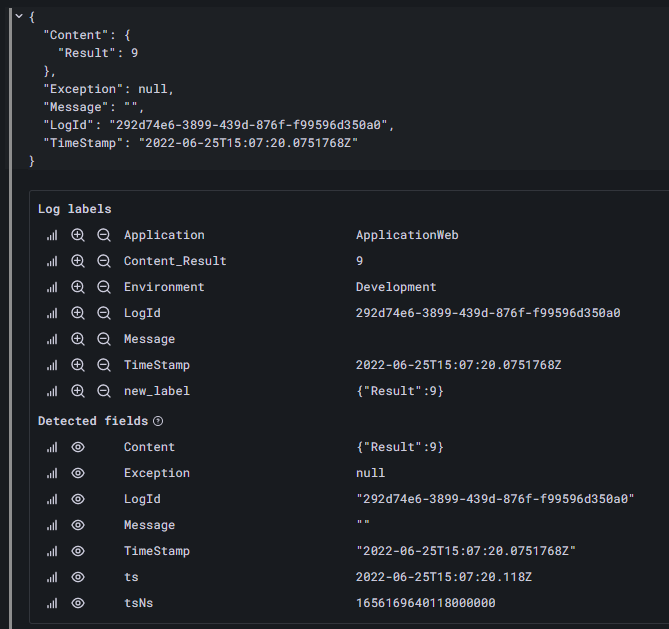 {
"Content": {
"Result": 9
},
"Exception": null,
"Message": "",
"LogId": "292d74e6-3899-439d-876f-f99596d350a0",
"TimeStamp": "2022-06-25T15:07:20.0751768Z"
}
Log labels
Application ApplicationWeb
Content_Result 9
Environment Development
LogId 292d74e6-3899-439d-876f-f99596d350a0
Message
TimeStamp 2022-06-25T15:07:20.0751768Z
new_label {"Result":9}
Detected fields
Content {"Result":9}
Exception null
LogId "292d74e6-3899-439d-876f-f99596d350a0"
Message ""
TimeStamp "2022-06-25T15:07:20.0751768Z"
ts 2022-06-25T15:07:20.118Z
tsNs 1656169640118000000